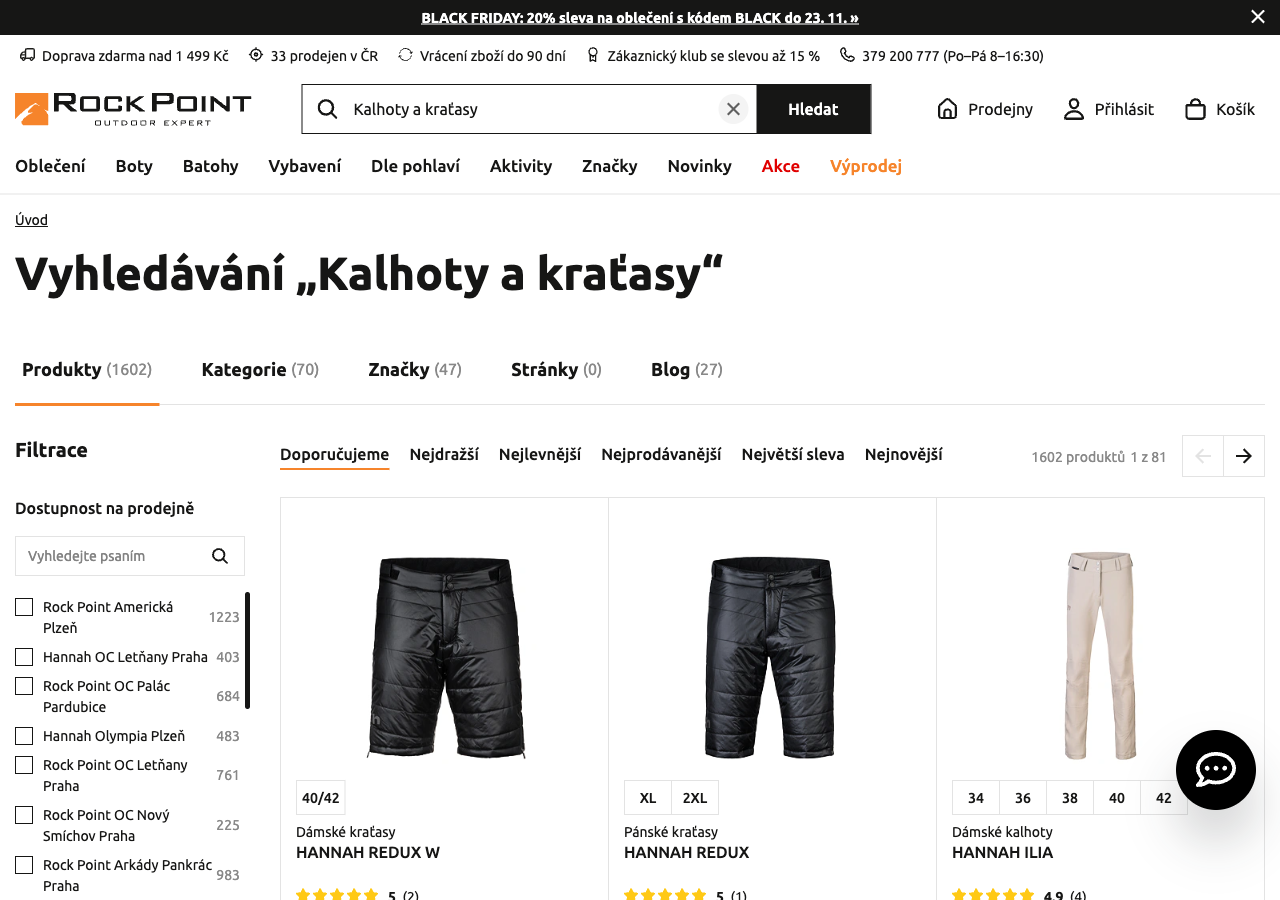 BLACK FRIDAY: 20% sleva na oblečení s kódem BLACK do 23. 11. »
Doprava zdarma nad 1 499 Kč 33 prodejen v ČR Vrácení zboží do 90 dní Zákaznický klub se slevou až 15 % 379 200 777 (Po–Pá 8–16:30)
ROCK POINT
OUTDOOR EXPERT
Kalhoty a kraťasy
Hledat
Prodejny Přihlásit Košík
Oblečení Boty Batohy Vybavení Dle pohlaví Aktivity Značky Novinky Akce Výprodej
Úvod
Vyhledávání „Kalhoty a kraťasy“
Produkty (1602) Kategorie (70) Značky (47) Stránky (0) Blog (27)
Filtrace
Dostupnost na prodejně
Vyhledejte psaním
Rock Point Americká
Plzeň
1223
Hannah OC Letňany Praha 403
Rock Point OC Palác
Pardubice
684
Hannah Olympia Plzeň 483
Rock Point OC Letňany
Praha
761
Rock Point OC Nový
Smíchov Praha
225
Rock Point Arkády Pankrác
Praha
983
Doporučujeme Nejdražší Nejlevnější Nejprodávanější Největší sleva Nejnovější
1602 produktů 1 z 81
40/42
Dámské kraťasy
HANNAH REDUX W
5 (2)
XL 2XL
Pánské kraťasy
HANNAH REDUX
5 (1)
34 36 38 40 42
Dámské kalhoty
HANNAH ILIA
4.9 (4)